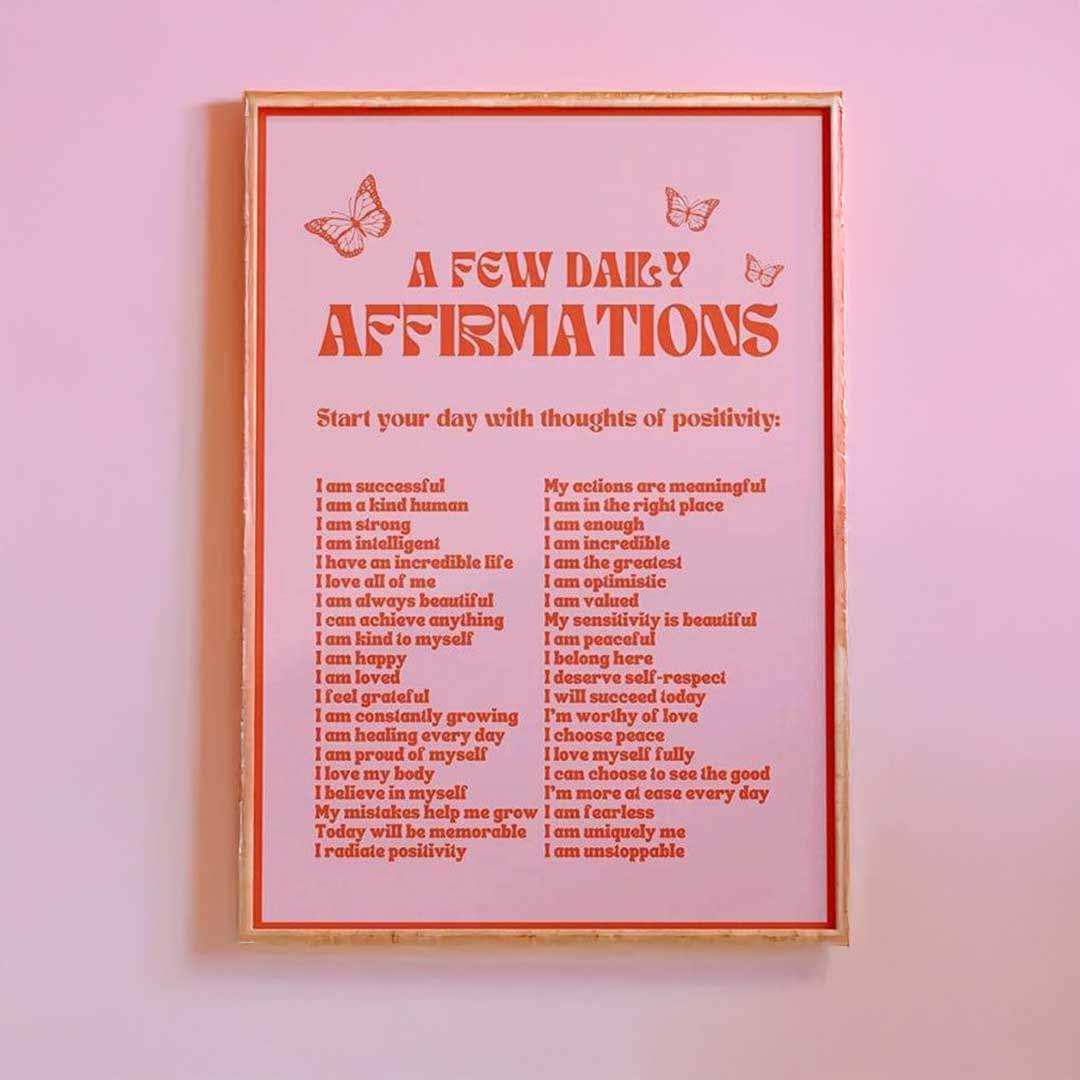 A FEW DAILY
AFFIRMATIONS
Start your day with thoughts of positivity:
I am successful
I am a kind human
I am strong
I am intelligent
I have an incredible life
I love all of me
I am always beautiful
I can achieve anything
I am kind to myself
I am happy
I am loved
I feel grateful
I am constantly growing
I am healing every day
I am proud of myself
I love my body
I believe in myself
My mistakes help me grow
Today will be memorable
I radiate positivity
My actions are meaningful
I am in the right place
I am enough
I am incredible
I am the greatest
I am optimistic
I am valued
My sensitivity is beautiful
I am peaceful
I belong here
I deserve self-respect
I will succeed today
I'm worthy of love
I choose peace
I love myself fully
I can choose to see the good
I'm more at ease every day
I am fearless
I am uniquely me
I am unstoppable